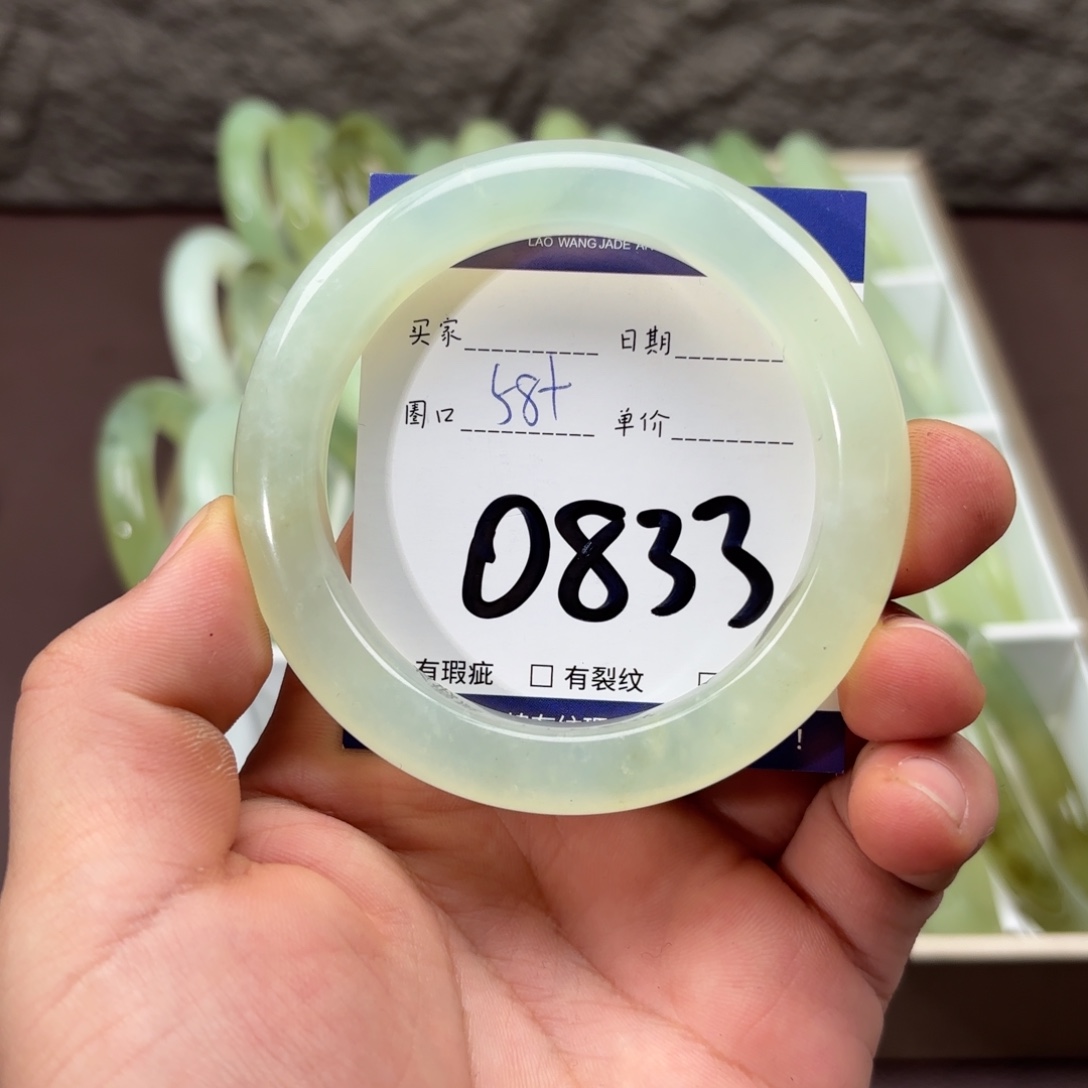 LAO WANG JADE
买家 日期
圈口 58+ 单价
0833
有瑕疵 □ 有裂纹 □
！